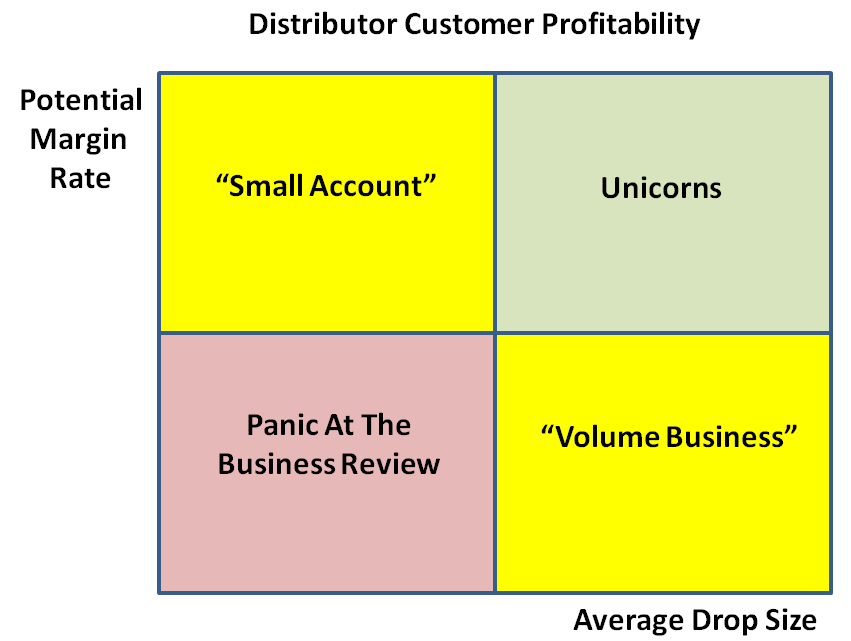 Distributor Customer Profitability
Potential
Margin
Rate
“Small Account”
Unicorns
Panic At The
Business Review
“Volume Business”
Average Drop Size